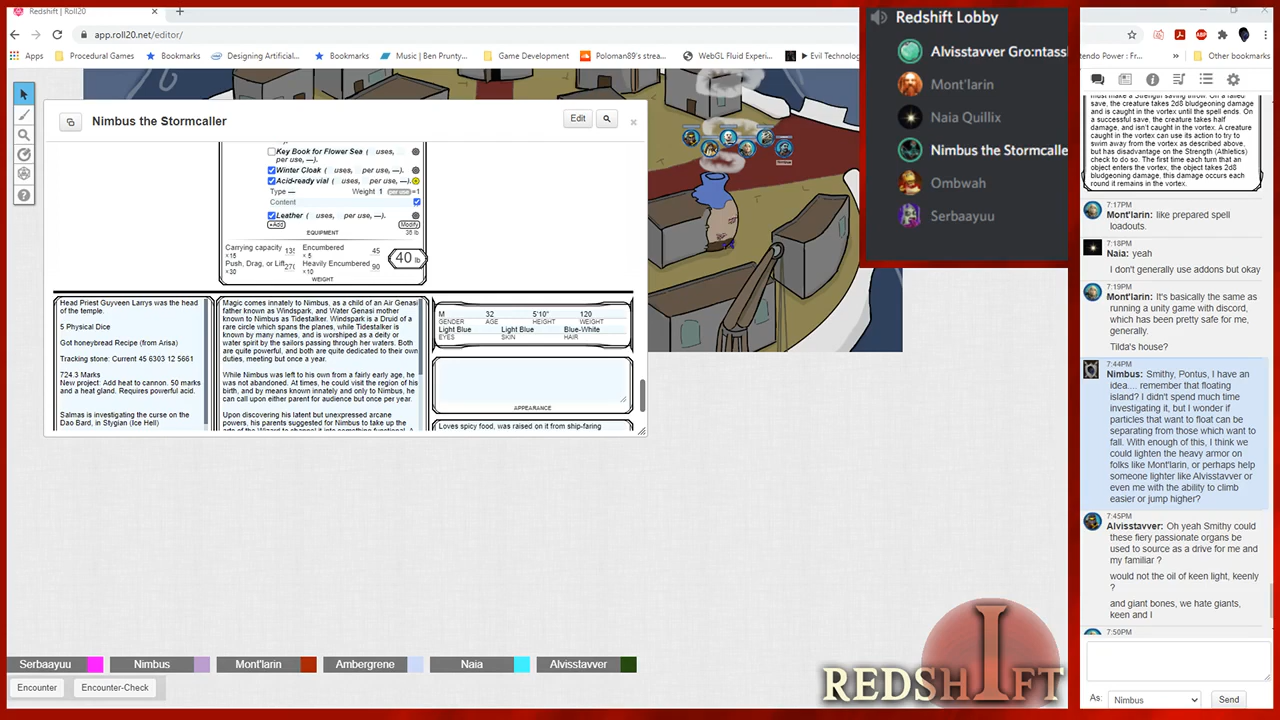 Redshift | Roll20
app.roll20.net/editor/
Apps
Procedural Games
Bookmarks
Designing Artificial...
Bookmarks
Music | Ben Prunty...
Game Development
Poloman89's strea...
WebGL Fluid Experi...
Evil Technology
Redshift Lobby
Alvisstavver Gro:ntass
Mont'larin
Naia Quillix
Nimbus the Stormcalle
Ombwah
Serbaayuu
ntendo Power : Fr...
Other bookmarks
Nimbus the Stormcaller
Edit
Key Book for Flower Sea ( uses,
per use, —).
Winter Cloak ( uses, per use, —).
Acid-ready vial ( uses, per use, —).
Type — Weight 1 per use =1
Content
Leather ( uses, per use, —).
+Add Modify
EQUIPMENT
Carrying capacity
×15
Encumbered 45
×5
Push, Drag, or Lift
×30
Heavily Encumbered 90
×10
40 lb
WEIGHT
Head Priest Guyveen Larrys was the head
of the temple.
5 Physical Dice
Got honeybread Recipe (from Arisa)
Tracking stone: Current 45 6303 12 5661
724.3 Marks
New project: Add heat to cannon. 50 marks
and a heat gland. Requires powerful acid.
Salmas is investigating the curse on the
Dao Bard, in Stygian (Ice Hell)
Magic comes innately to Nimbus, as a child of an Air Genasi
father known as Windspark, and Water Genasi mother
known to Nimbus as Tidestalker. Windspark is a Druid of a
rare circle which spans the planes, while Tidestalker is
known by many names, and is worshiped as a deity or
water spirit by the sailors passing through her waters. Both
are quite powerful, and both are quite dedicated to their own
duties, meeting but once a year.
While Nimbus was left to his own from a fairly early age, he
was not abandoned. At times, he could visit the region of his
birth, and by means known innately and only to Nimbus, he
can call upon either parent for audience but once per year.
Upon discovering his latent but unexpressed arcane
powers, his parents suggested for Nimbus to take up the
M 32 5'10" 120
GENDER AGE HEIGHT WEIGHT
Light Blue Light Blue Blue-White
EYES SKIN HAIR
APPEARANCE
Loves spicy food, was raised on it from ship-faring
must make a Strength saving throw. On a failed
save, the creature takes 2d8 bludgeoning damage
and is caught in the vortex until the spell ends. On
a successful save, the creature takes half
damage, and isn't caught in the vortex. A creature
caught in the vortex can use its action to try to
swim away from the vortex as described above,
but has disadvantage on the Strength (Athletics)
check to do so. The first time each turn that an
object enters the vortex, the object takes 2d8
bludgeoning damage, this damage occurs each
round it remains in the vortex.
7:17PM
Mont'larin: like prepared spell
loadouts.
7:18PM
Naia: yeah
I don't generally use addons but okay
7:19PM
Mont'larin: It's basically the same as
running a unity game with discord,
which has been pretty safe for me,
generally.
Tilda's house?
7:44PM
Nimbus: Smithy, Pontus, I have an
idea.... remember that floating
island? I didn't spend much time
investigating it, but I wonder if
particles that want to float can be
separating from those which want to
fall. With enough of this, I think we
could lighten the heavy armor on
folks like Mont'larin, or perhaps help
someone lighter like Alvisstavver or
even me with the ability to climb
easier or jump higher?
7:45PM
Alvisstavver: Oh yeah Smithy could
these fiery passionate organs be
used to source as a drive for me and
my familiar ?
would not the oil of keen light, keenly
?
and giant bones, we hate giants,
keen and I
7:50PM
As: Nimbus Send
Serbaayuu Nimbus Mont'larin Ambergrene Naia Alvisstavver
Encounter Encounter-Check
REDSHIFT